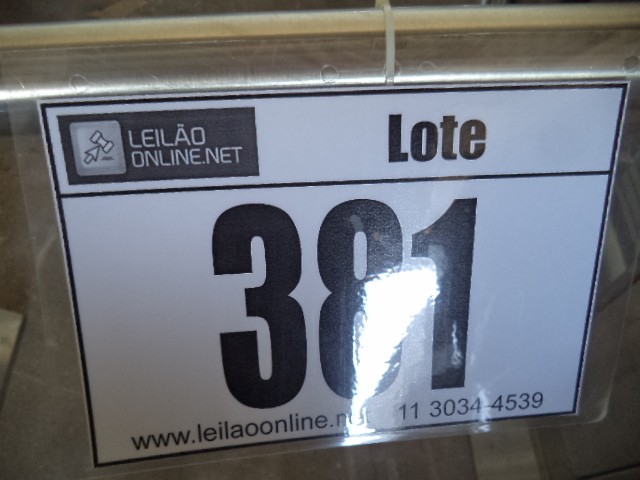 LEILÃO
ONLINE.NET
Lote
381
www.leilaoonline.n
11 3034-4539